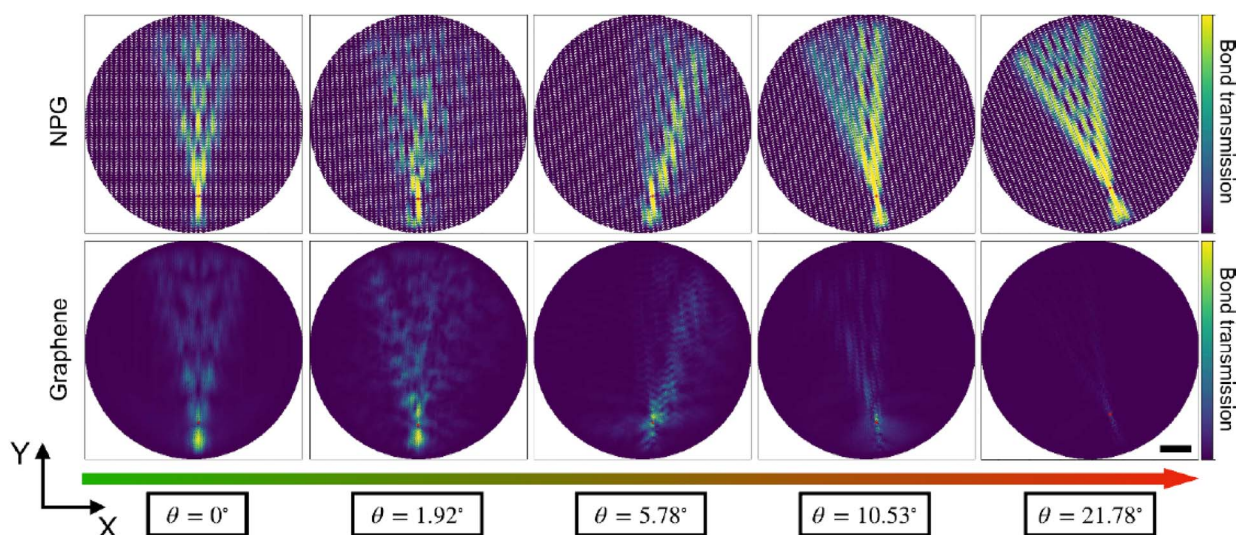 NPG
Bond transmission
Graphene
Bond transmission
Y
X
θ = 0°
θ = 1.92°
θ = 5.78°
θ = 10.53°
θ = 21.78°